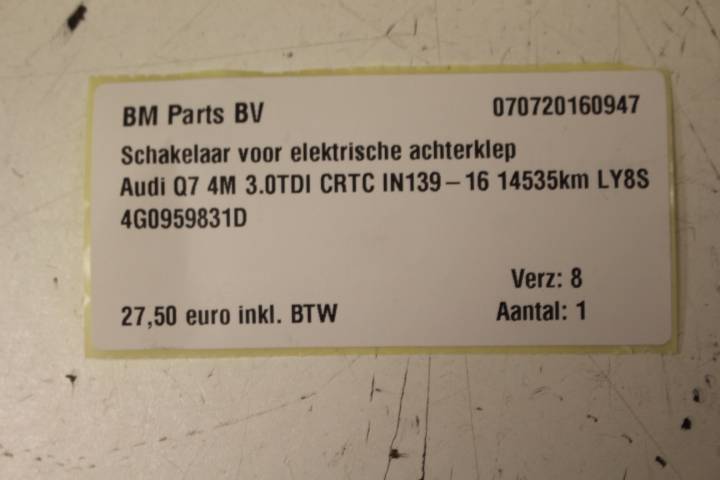 BM Parts BV 070720160947
Schakelaar voor elektrische achterklep
Audi Q7 4M 3.0TDI CRTC IN139-16 14535km LY8S
4G0959831D
Verz: 8
27,50 euro inkl. BTW Aantal: 1